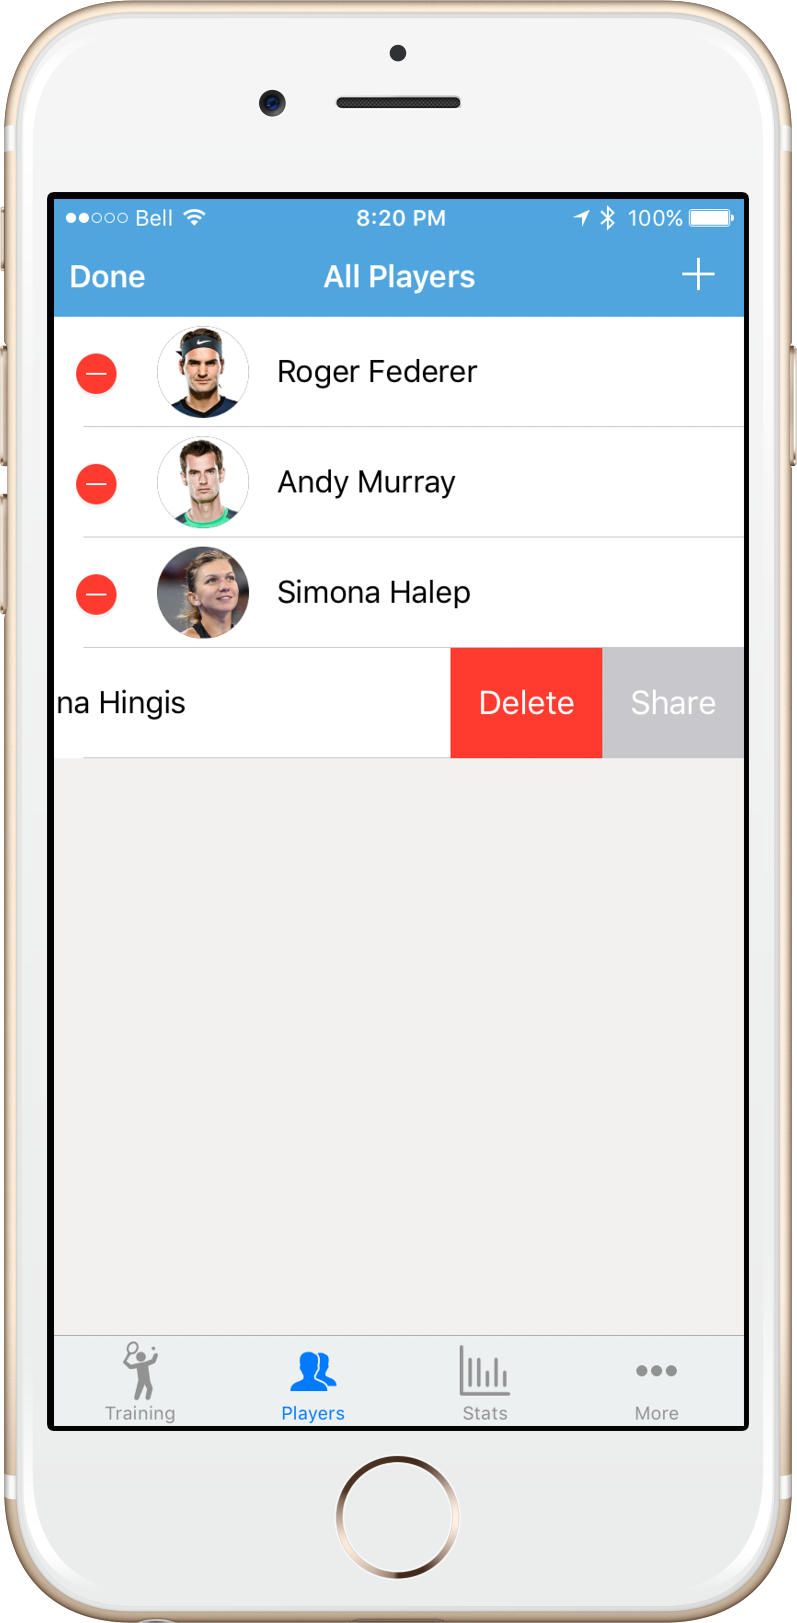 Bell 8:20 PM 100%
Done All Players +
Roger Federer
Andy Murray
Simona Halep
na Hingis Delete Share
Training Players Stats More